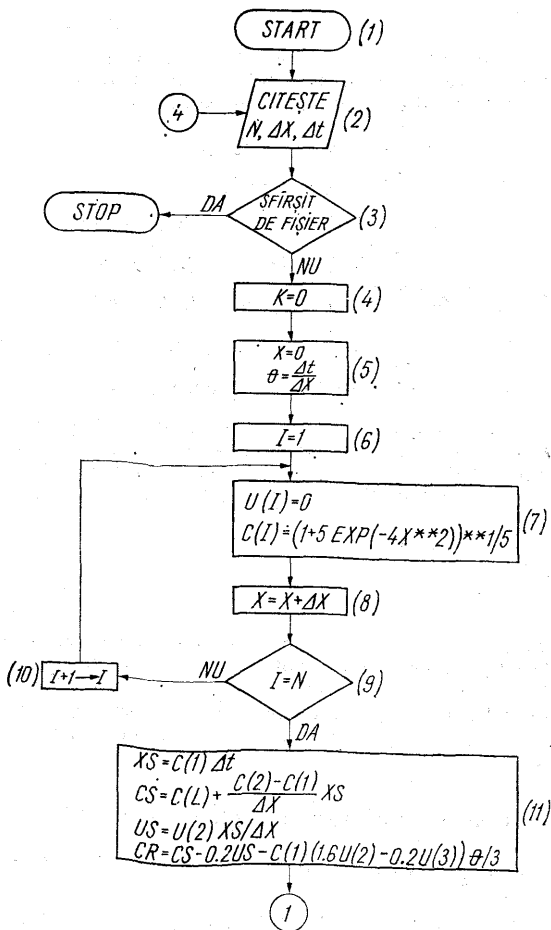 START (1)
4
CITEȘTE
N, ΔX, Δt (2)
SFÎRȘIT
DE FIȘIER (3)
DA
STOP
NU
K=0 (4)
X=0
θ=Δt/ΔX (5)
I=1 (6)
U(I)=0
C(I)=(1+5 EXP(-4X**2))**1/5 (7)
X=X+ΔX (8)
(10) I+1→I NU I=N (9)
DA
XS=C(1) Δt
CS=C(L)+ C(2)-C(1)/ΔX XS
US=U(2) XS/ΔX
CR=CS-0.2US-C(1)(1.6U(2)-0.2U(3)) θ/3
(11)
1